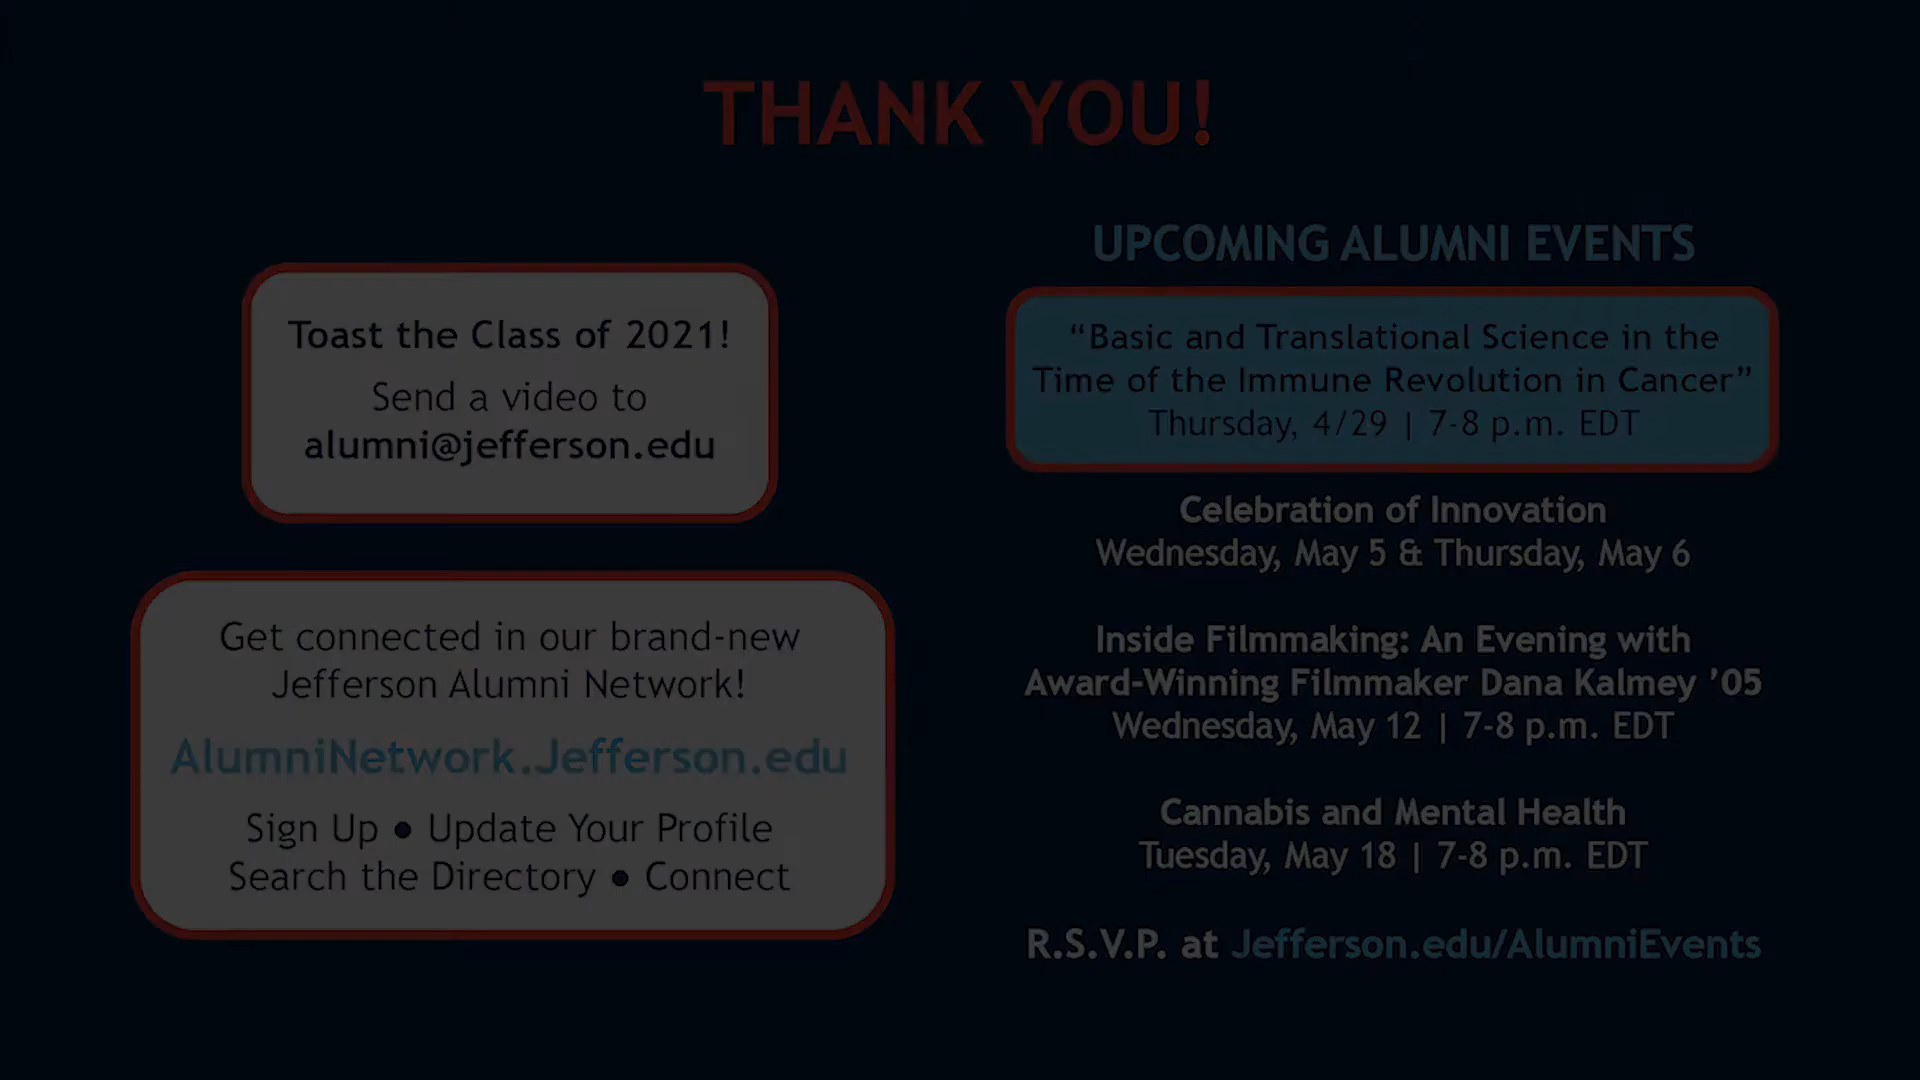 THANK YOU!
Toast the Class of 2021!
Send a video to
alumni@jefferson.edu
Get connected in our brand-new
Jefferson Alumni Network!
AlumniNetwork.Jefferson.edu
Sign Up ● Update Your Profile
Search the Directory ● Connect
UPCOMING ALUMNI EVENTS
“Basic and Translational Science in the
Time of the Immune Revolution in Cancer”
Thursday, 4/29 | 7-8 p.m. EDT
Celebration of Innovation
Wednesday, May 5 & Thursday, May 6
Inside Filmmaking: An Evening with
Award-Winning Filmmaker Dana Kalmey ’05
Wednesday, May 12 | 7-8 p.m. EDT
Cannabis and Mental Health
Tuesday, May 18 | 7-8 p.m. EDT
R.S.V.P. at Jefferson.edu/AlumniEvents